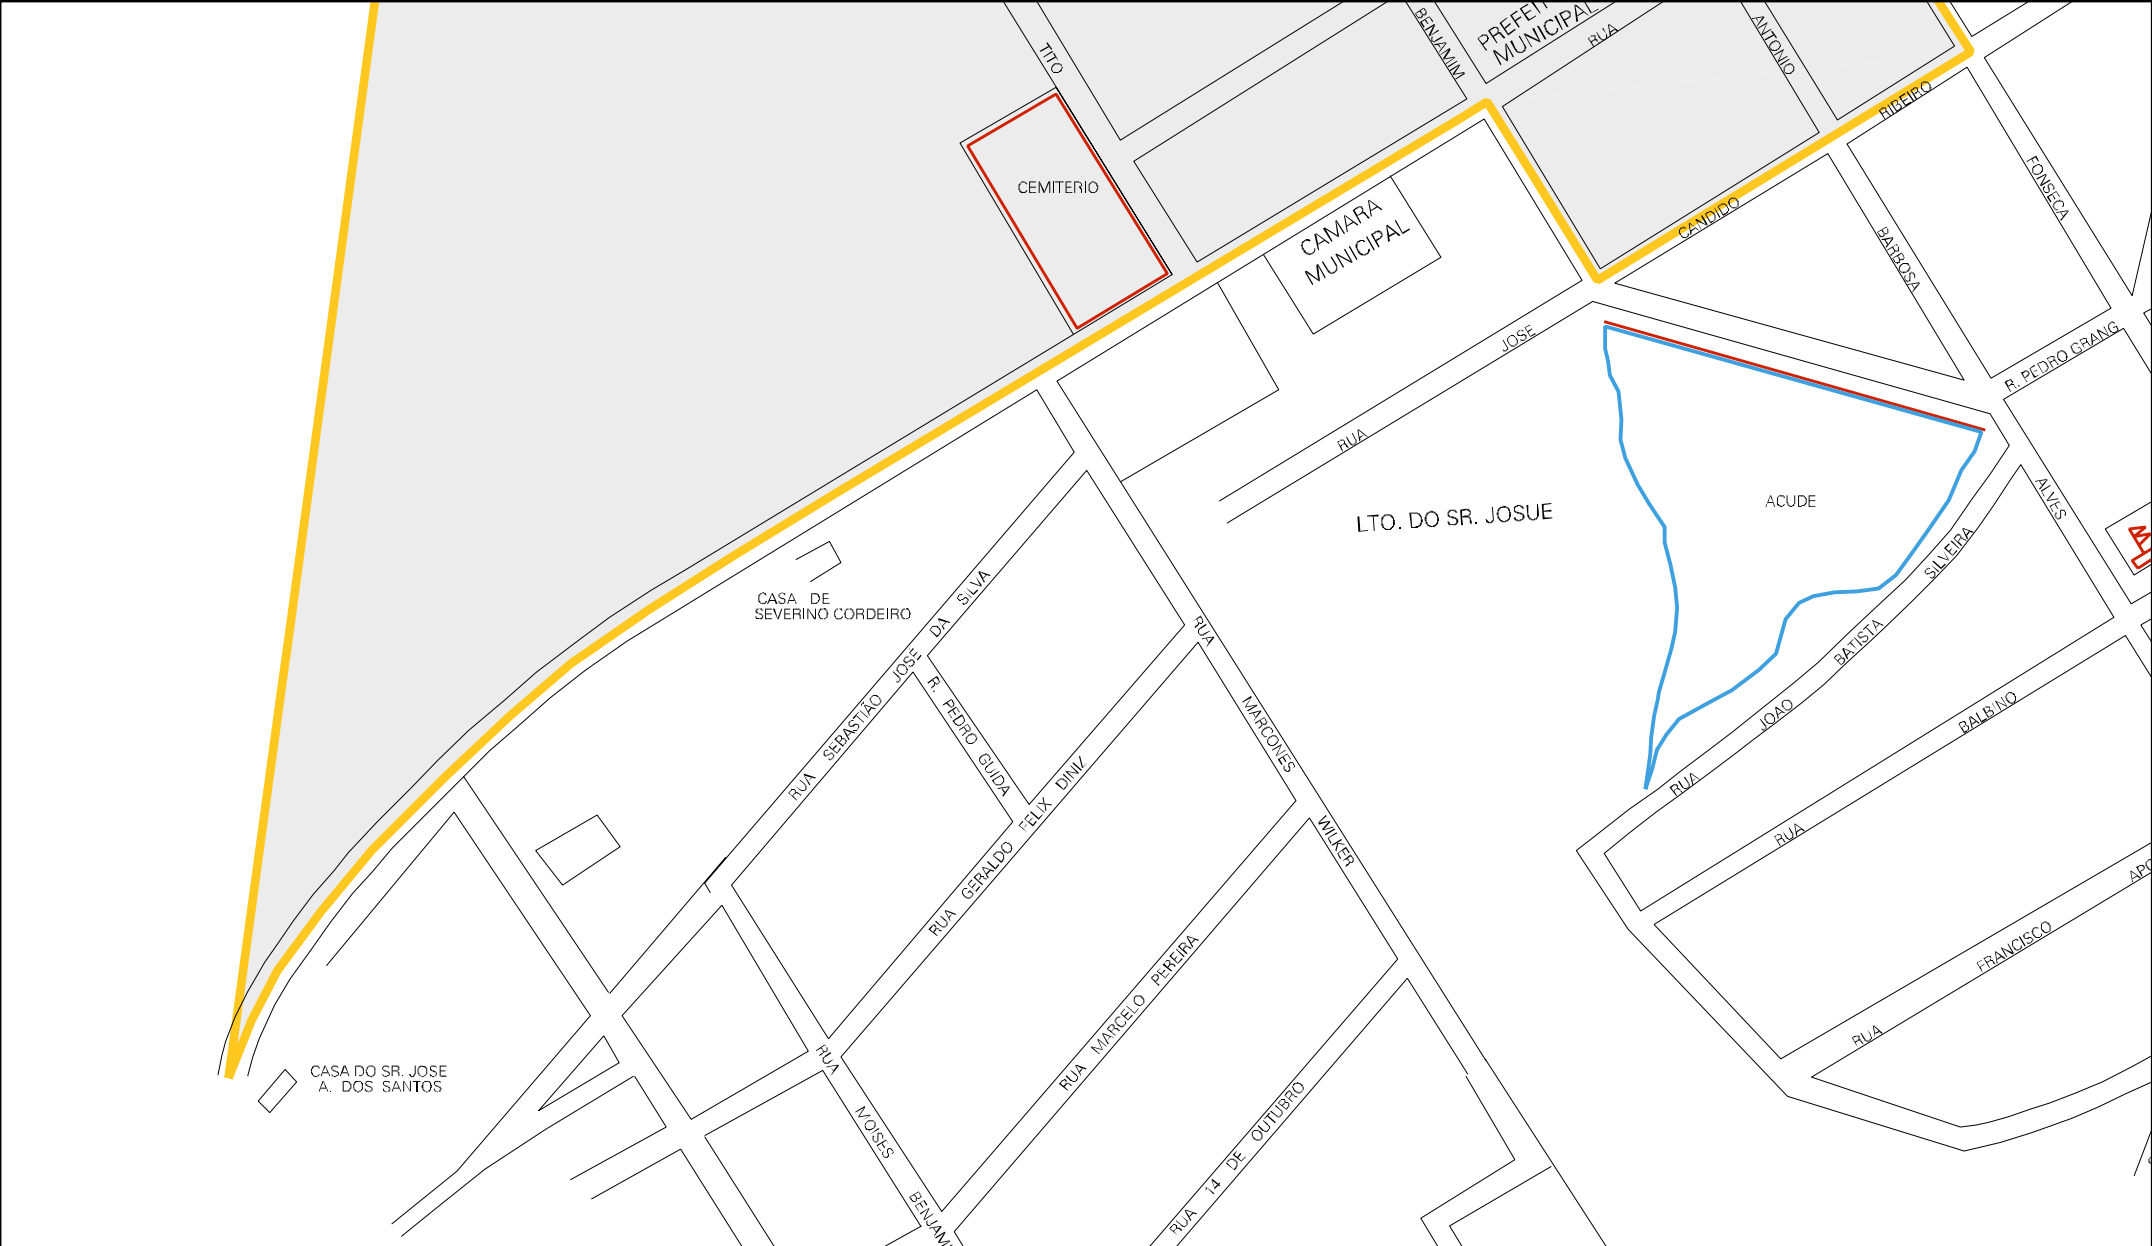 TITO
BENJAMIM
MUNICIPAL
RUA
ANTONIO
RIBEIRO
CEMITERIO
FONSECA
CANDIDO
CAMARA
MUNICIPAL
BARBOSA
RUA JOSE
R. PEDRO GRANG
ACUDE
ALVES
LTO. DO SR. JOSUE
CASA DE
SEVERINO CORDEIRO
RUA SEBASTIÃO JOSE DA SILVA
R. PEDRO GUIDA
RUA GERALDO FELIX DINIZ
RUA MARCONES WILKER
RUA JOAO BATISTA SILVEIRA
RUA BALBINO
RUA FRANCISCO
RUA MARCELO PEREIRA
RUA 14 DE OUTUBRO
RUA MOISES
CASA DO SR. JOSE
A. DOS SANTOS